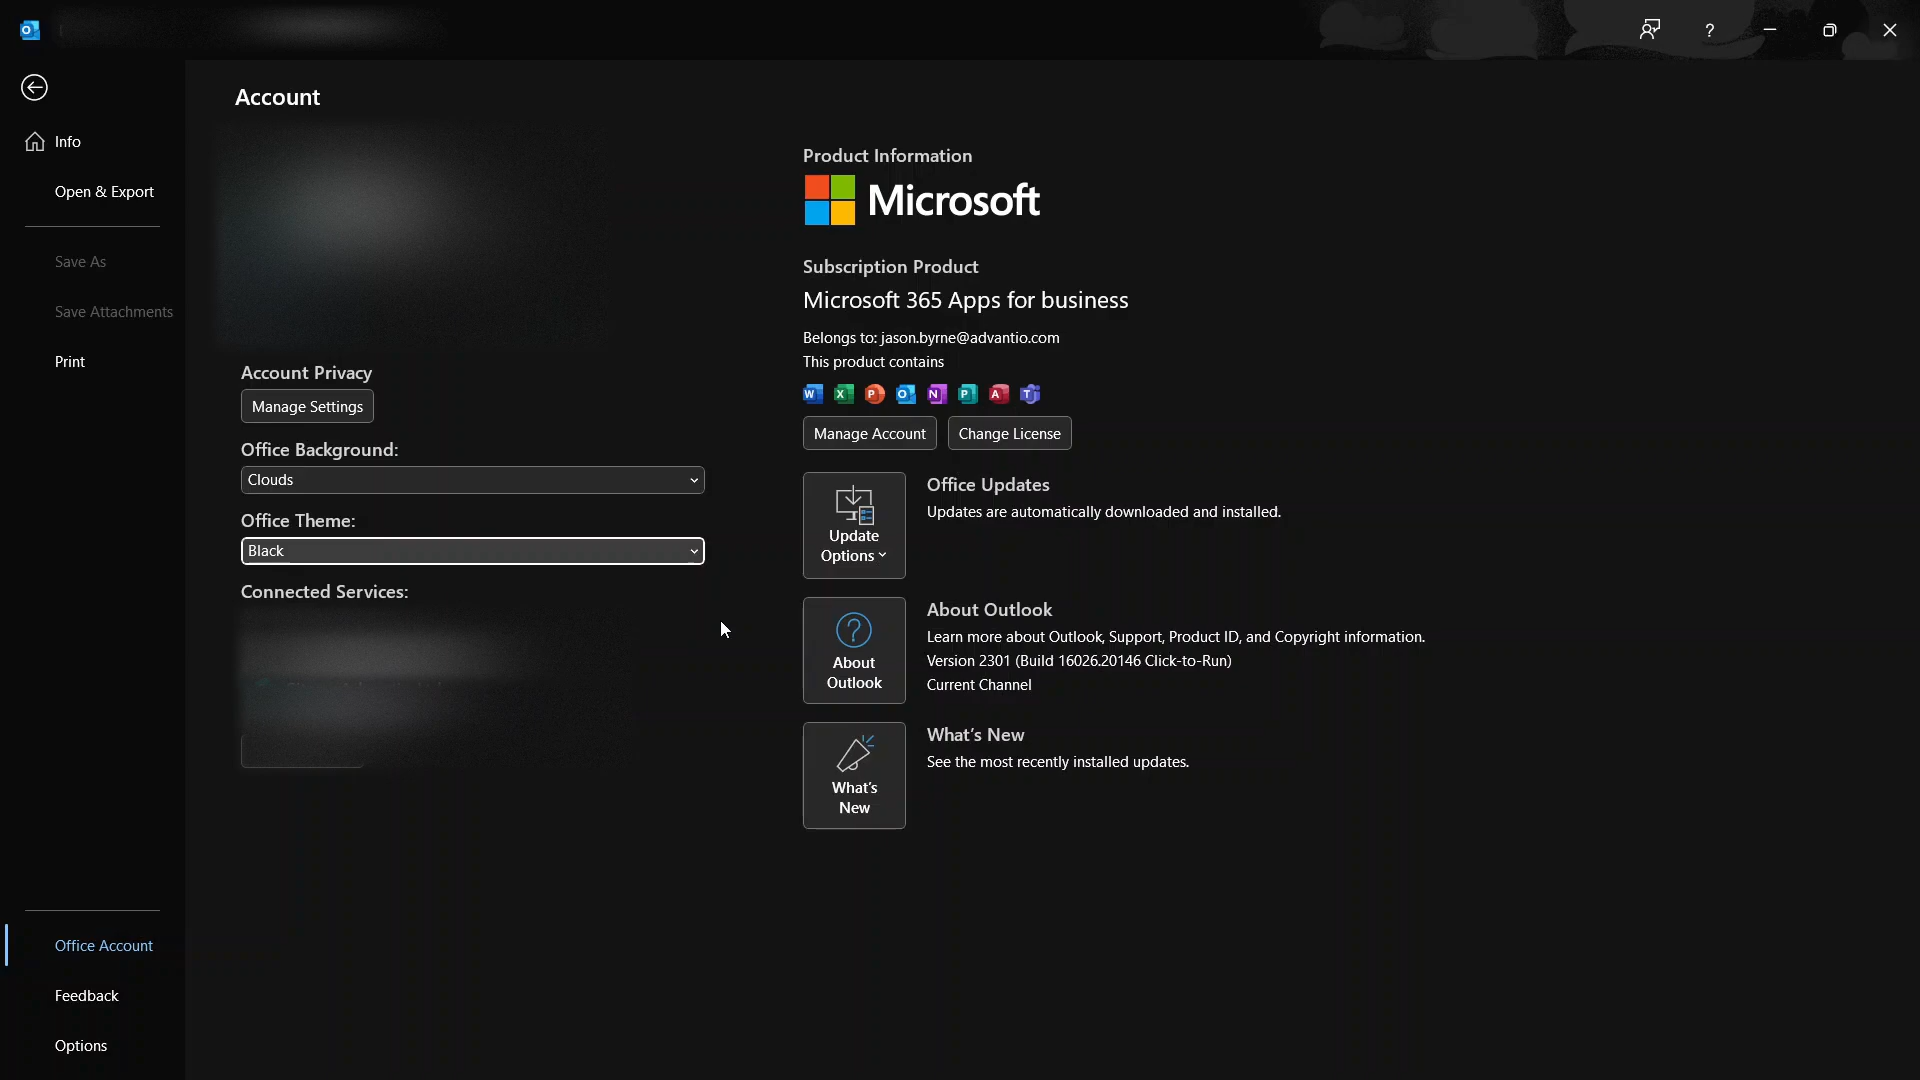 Account
Info
Open & Export
Save As
Save Attachments
Print
Office Account
Feedback
Options
Account Privacy
Manage Settings
Office Background:
Clouds
Office Theme:
Black
Connected Services:
Product Information
Microsoft
Subscription Product
Microsoft 365 Apps for business
Belongs to: jason.byrne@advantio.com
This product contains
W X P O N P A T
Manage Account
Change License
Update
Options
Office Updates
Updates are automatically downloaded and installed.
?
About
Outlook
About Outlook
Learn more about Outlook, Support, Product ID, and Copyright information.
Version 2301 (Build 16026.20146 Click-to-Run)
Current Channel
What's
New
What's New
See the most recently installed updates.